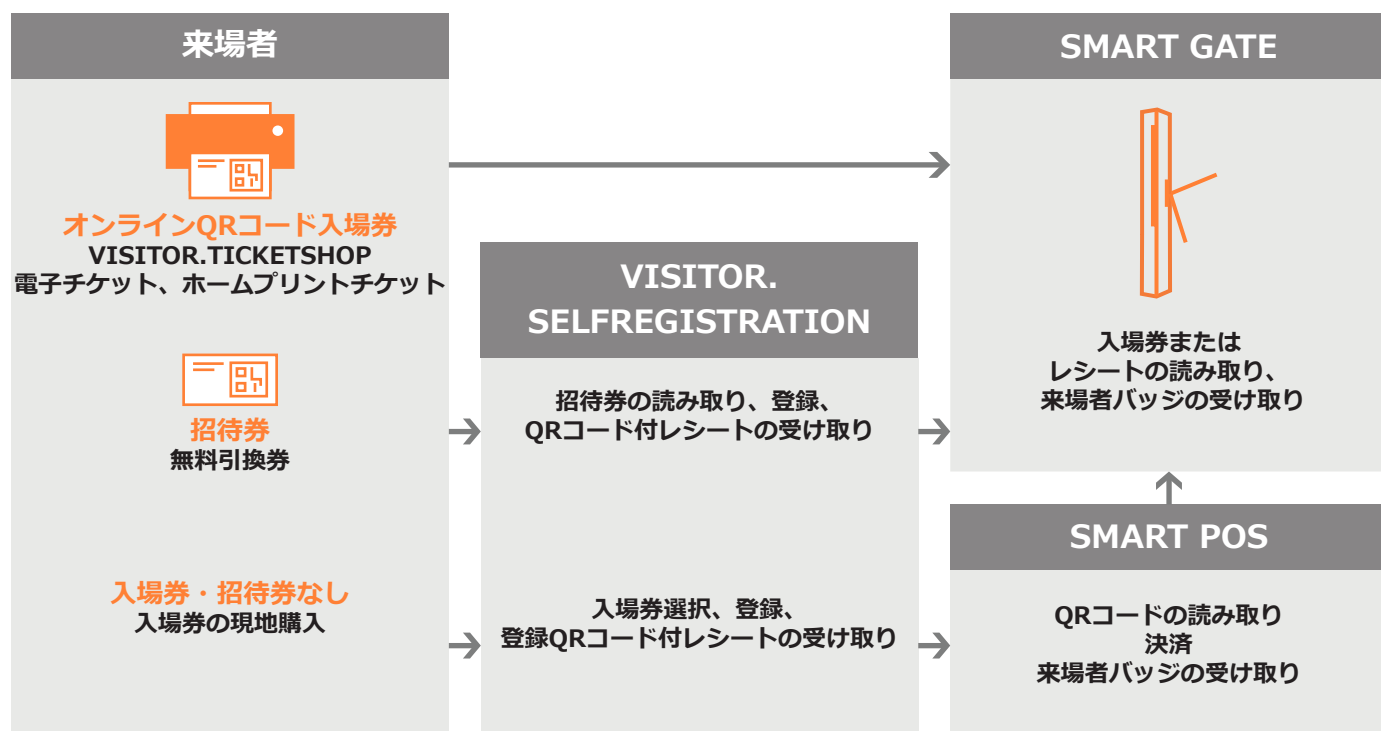 来場者
オンラインQRコード入場券
VISITOR.TICKETSHOP
電子チケット、ホームプリントチケット
招待券
無料引換券
入場券・招待券なし
入場券の現地購入
VISITOR.
SELFREGISTRATION
招待券の読み取り、登録、
QRコード付レシートの受け取り
入場券選択、登録、
登録QRコード付レシートの受け取り
SMART GATE
入場券または
レシートの読み取り、
来場者バッジの受け取り
SMART POS
QRコードの読み取り
決済
来場者バッジの受け取り